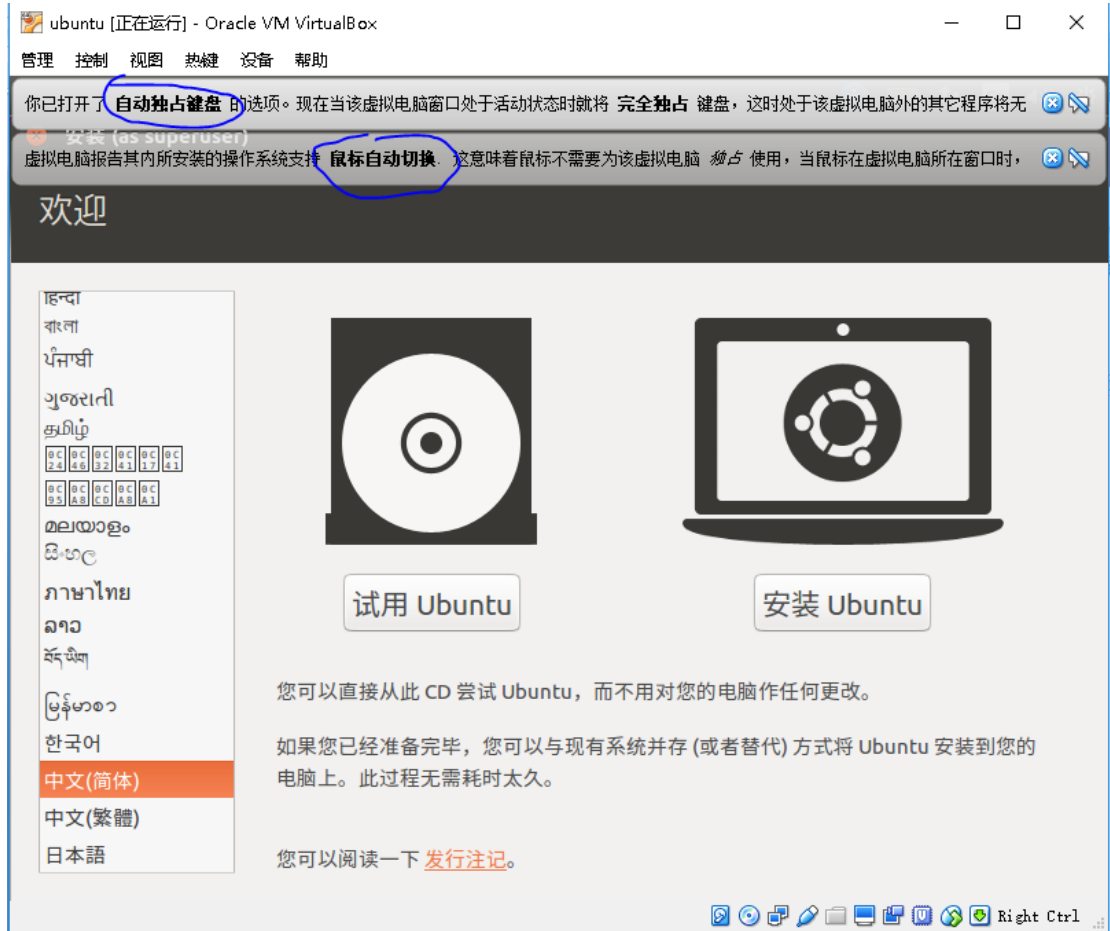 ubuntu [正在运行] - Oracle VM VirtualBox
管理 控制 视图 热键 设备 帮助
你已打开了 自动独占键盘 的选项。现在当该虚拟电脑窗口处于活动状态时就将 完全独占 键盘，这时处于该虚拟电脑外的其它程序将无
安装 (as superuser)
虚拟电脑报告其内所安装的操作系统支持 鼠标自动切换. 这意味着鼠标不需要为该虚拟电脑 独占 使用，当鼠标在虚拟电脑所在窗口时，
欢迎
हिन्दी
বাংলা
ਪੰਜਾਬੀ
ગુજરાતી
தமிழ்
മലയാളം
සිංහල
ภาษาไทย
ລາວ
བོད་ཡིག
မြန်မာစာ
한국어
中文(简体)
中文(繁體)
日本語
试用 Ubuntu
安装 Ubuntu
您可以直接从此 CD 尝试 Ubuntu，而不用对您的电脑作任何更改。
如果您已经准备完毕，您可以与现有系统并存 (或者替代) 方式将 Ubuntu 安装到您的
电脑上。此过程无需耗时太久。
您可以阅读一下 发行注记。
Right Ctrl